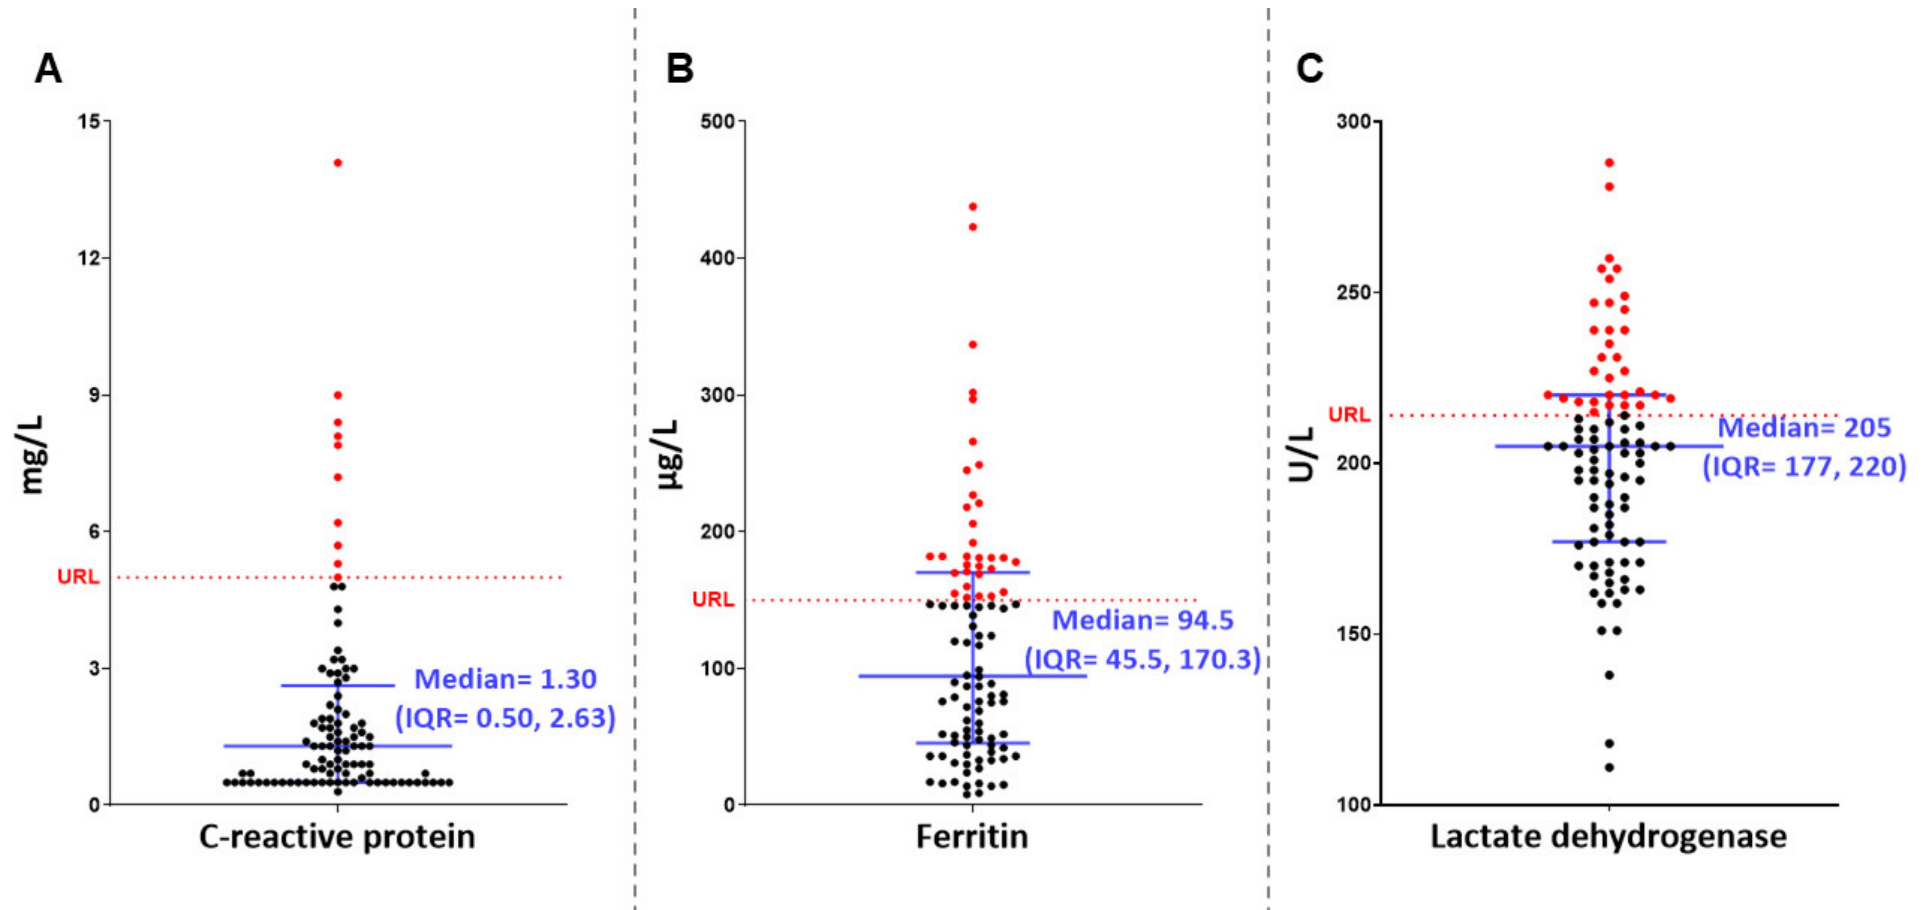 A
15
12
9
6
3
0
mg/L
URL
Median= 1.30
(IQR= 0.50, 2.63)
C-reactive protein
B
500
400
300
200
100
0
µg/L
URL
Median= 94.5
(IQR= 45.5, 170.3)
Ferritin
C
300
250
200
150
100
U/L
URL
Median= 205
(IQR= 177, 220)
Lactate dehydrogenase